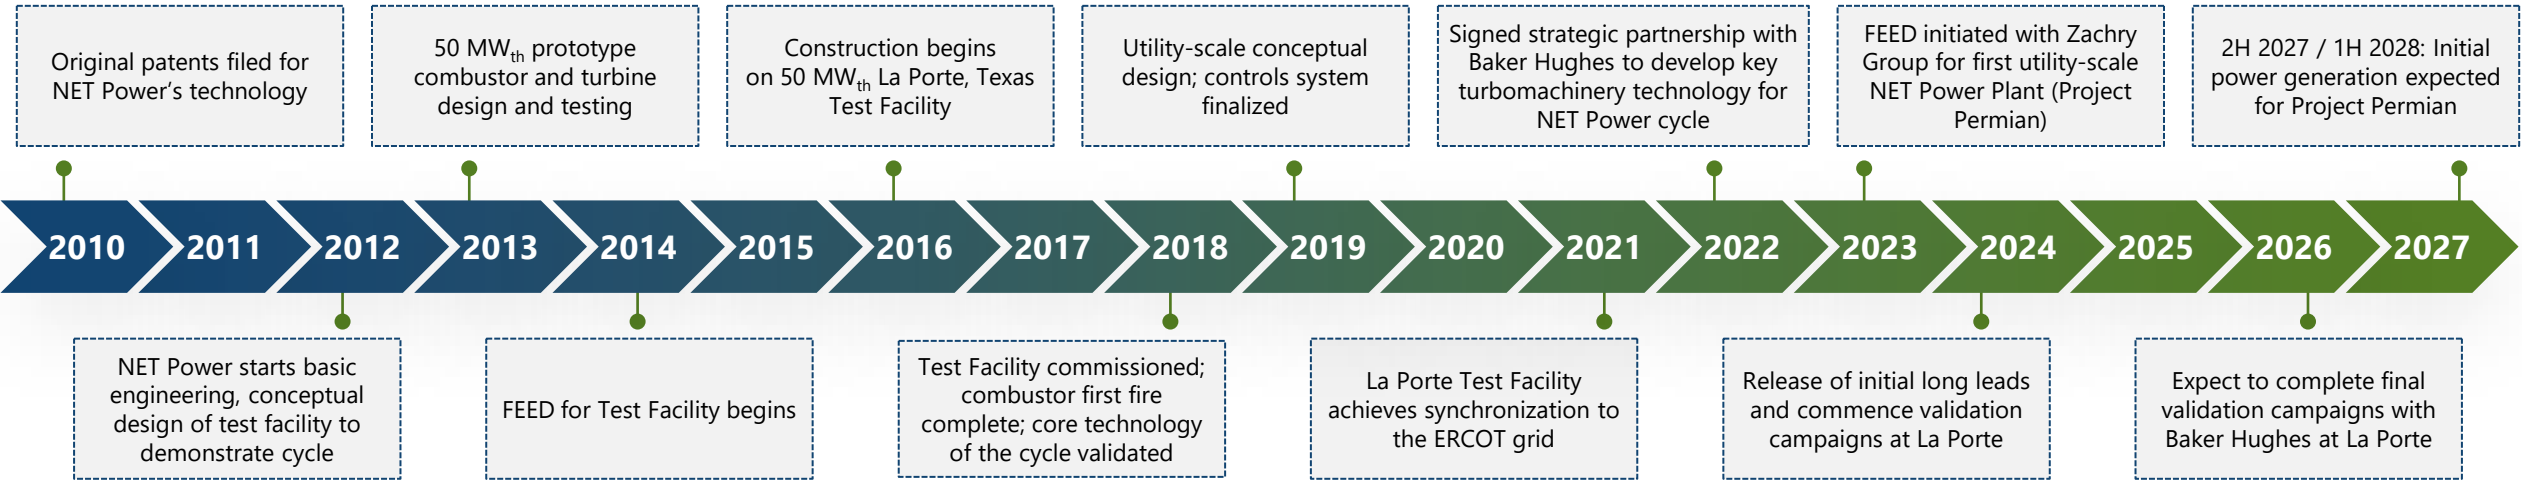 Original patents filed for
NET Power’s technology
50 MWth prototype
combustor and turbine
design and testing
Construction begins
on 50 MWth La Porte, Texas
Test Facility
Utility-scale conceptual
design; controls system
finalized
Signed strategic partnership with
Baker Hughes to develop key
turbomachinery technology for
NET Power cycle
FEED initiated with Zachry
Group for first utility-scale
NET Power Plant (Project
Permian)
2H 2027 / 1H 2028: Initial
power generation expected
for Project Permian
2010 2011 2012 2013 2014 2015 2016 2017 2018 2019 2020 2021 2022 2023 2024 2025 2026 2027
NET Power starts basic
engineering, conceptual
design of test facility to
demonstrate cycle
FEED for Test Facility begins
Test Facility commissioned;
combustor first fire
complete; core technology
of the cycle validated
La Porte Test Facility
achieves synchronization to
the ERCOT grid
Release of initial long leads
and commence validation
campaigns at La Porte
Expect to complete final
validation campaigns with
Baker Hughes at La Porte